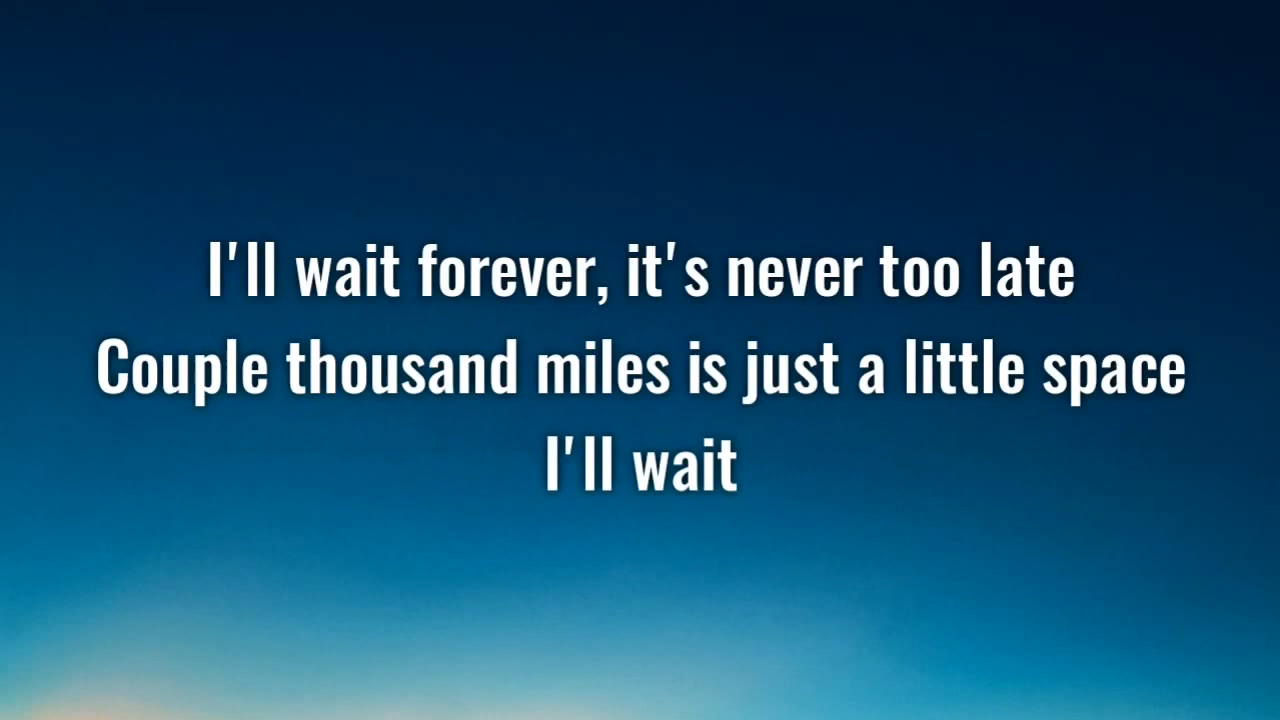 I'll wait forever, it's never too late
Couple thousand miles is just a little space
I'll wait